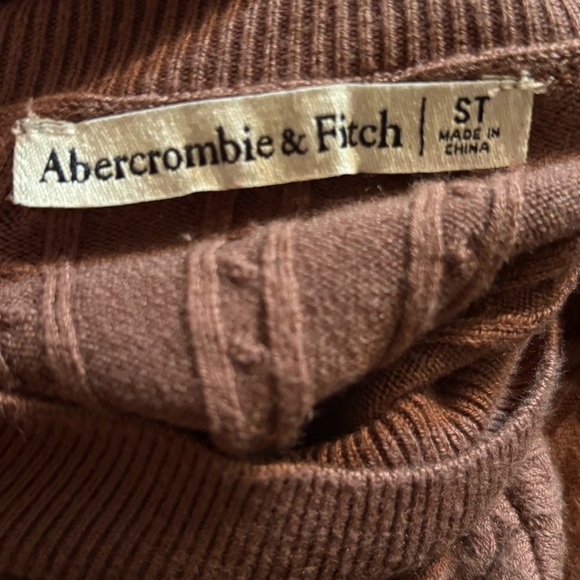 Abercrombie & Fitch | ST
MADE IN
CHINA